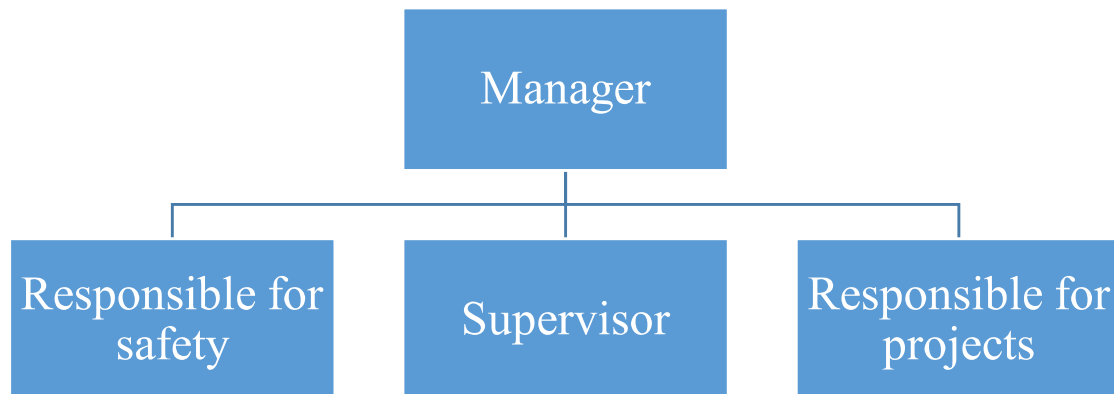 Manager
Responsible for
safety
Supervisor
Responsible for
projects